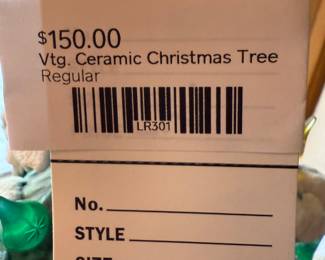 $150.00
Vtg. Ceramic Christmas Tree
Regular
LR301
No.
STYLE